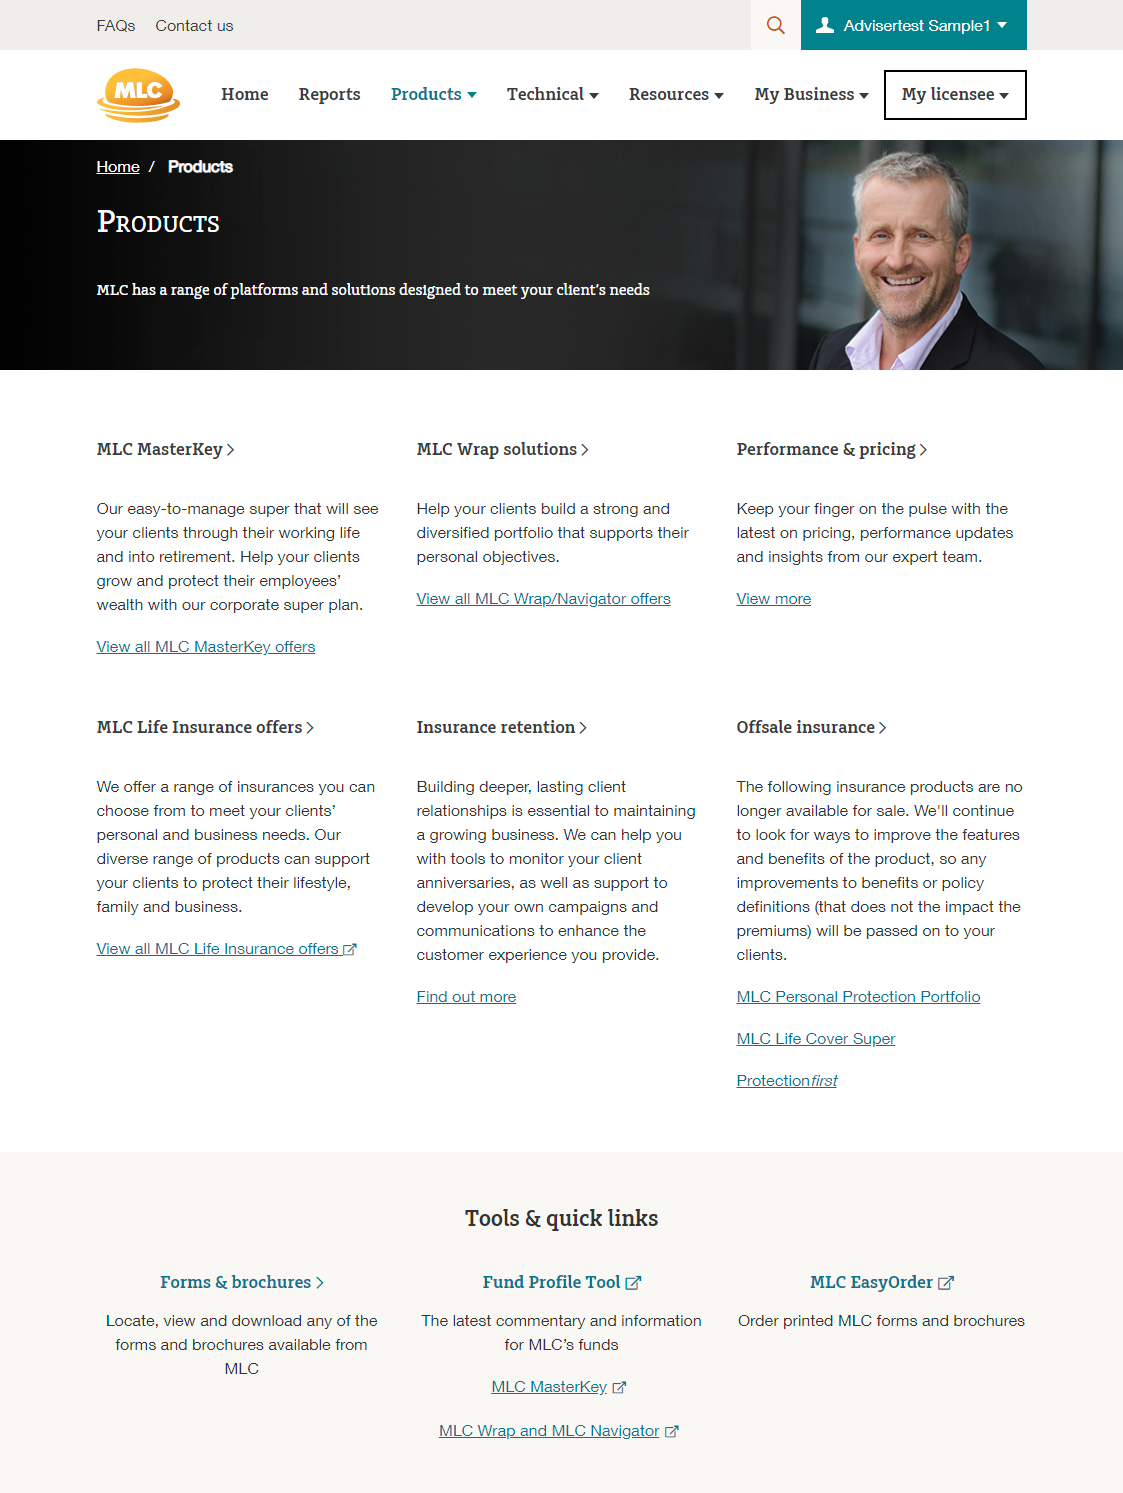 FAQs Contact us Advisertest Sample1
MLC Home Reports Products Technical Resources My Business My licensee
Home / Products
Products
MLC has a range of platforms and solutions designed to meet your client's needs
MLC MasterKey
Our easy-to-manage super that will see
your clients through their working life
and into retirement. Help your clients
grow and protect their employees’
wealth with our corporate super plan.
View all MLC MasterKey offers
MLC Wrap solutions
Help your clients build a strong and
diversified portfolio that supports their
personal objectives.
View all MLC Wrap/Navigator offers
Performance & pricing
Keep your finger on the pulse with the
latest on pricing, performance updates
and insights from our expert team.
View more
MLC Life Insurance offers
We offer a range of insurances you can
choose from to meet your clients’
personal and business needs. Our
diverse range of products can support
your clients to protect their lifestyle,
family and business.
View all MLC Life Insurance offers
Insurance retention
Building deeper, lasting client
relationships is essential to maintaining
a growing business. We can help you
with tools to monitor your client
anniversaries, as well as support to
develop your own campaigns and
communications to enhance the
customer experience you provide.
Find out more
Offsale insurance
The following insurance products are no
longer available for sale. We'll continue
to look for ways to improve the features
and benefits of the product, so any
improvements to benefits or policy
definitions (that does not the impact the
premiums) will be passed on to your
clients.
MLC Personal Protection Portfolio
MLC Life Cover Super
Protectionfirst
Tools & quick links
Forms & brochures
Locate, view and download any of the
forms and brochures available from
MLC
Fund Profile Tool
The latest commentary and information
for MLC’s funds
MLC MasterKey
MLC Wrap and MLC Navigator
MLC EasyOrder
Order printed MLC forms and brochures